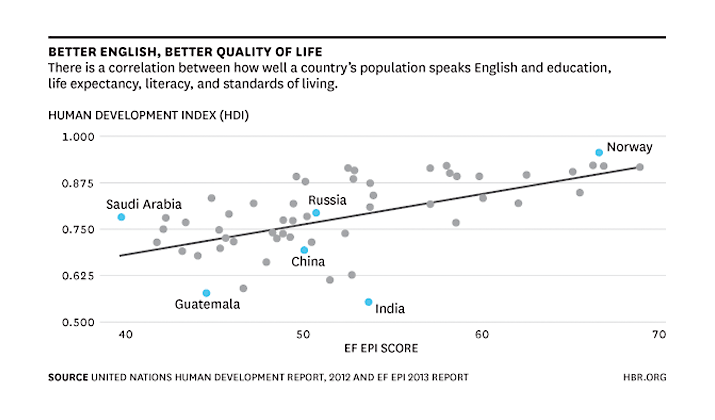 BETTER ENGLISH, BETTER QUALITY OF LIFE
There is a correlation between how well a country's population speaks English and education,
life expectancy, literacy, and standards of living.
HUMAN DEVELOPMENT INDEX (HDI)
1.000
Norway
0.875
Saudi Arabia
Russia
0.750
China
0.625
Guatemala
India
0.500
40 50 60 70
EF EPI SCORE
SOURCE UNITED NATIONS HUMAN DEVELOPMENT REPORT, 2012 AND EF EPI 2013 REPORT HBR.ORG